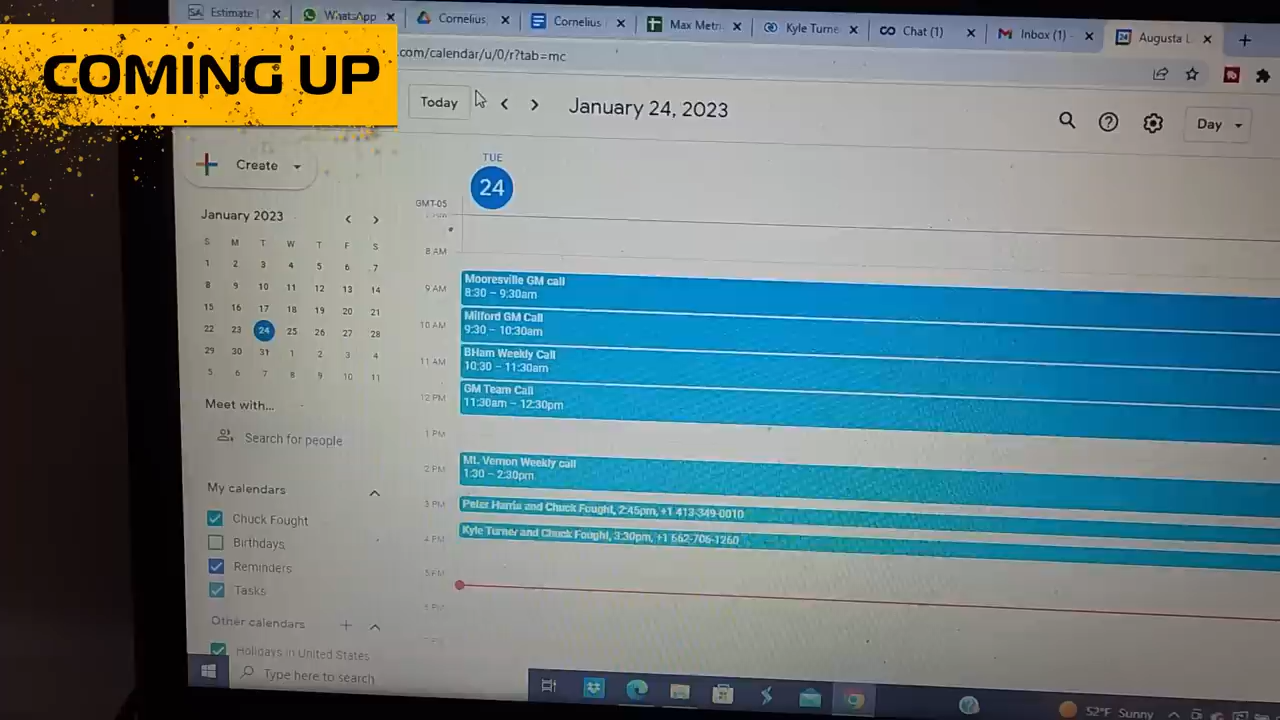 COMING UP
Estimate
WhatsApp
Cornelius,
Cornelius
Max Metri
Kyle Turne
Chat (1)
Inbox (1)
Augusta L
.com/calendar/u/0/r?tab=mc
Today
January 24, 2023
Day
Create
TUE
24
GMT-05
January 2023
S M T W T F S
1 2 3 4 5 6 7
8 9 10 11 12 13 14
15 16 17 18 19 20 21
22 23 24 25 26 27 28
29 30 31 1 2 3 4
5 6 7 8 9 10 11
Meet with...
Search for people
My calendars
Chuck Fought
Birthdays
Reminders
Tasks
Other calendars
Holidays in United States
8 AM
9 AM
10 AM
11 AM
12 PM
1 PM
2 PM
3 PM
4 PM
5 PM
Mooresville GM call
8:30 – 9:30am
Milford GM Call
9:30 – 10:30am
BHam Weekly Call
10:30 – 11:30am
GM Team Call
11:30am – 12:30pm
Mt. Vernon Weekly call
1:30 – 2:30pm
Peter Harris and Chuck Fought, 2:45pm, +1 413-349-0010
Kyle Turner and Chuck Fought, 3:30pm, +1 662-706-1260
Type here to search
52°F Sunny